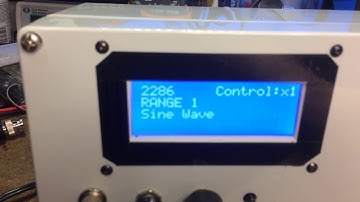 2286 Control:x1
RANGE 1
Sine Wave